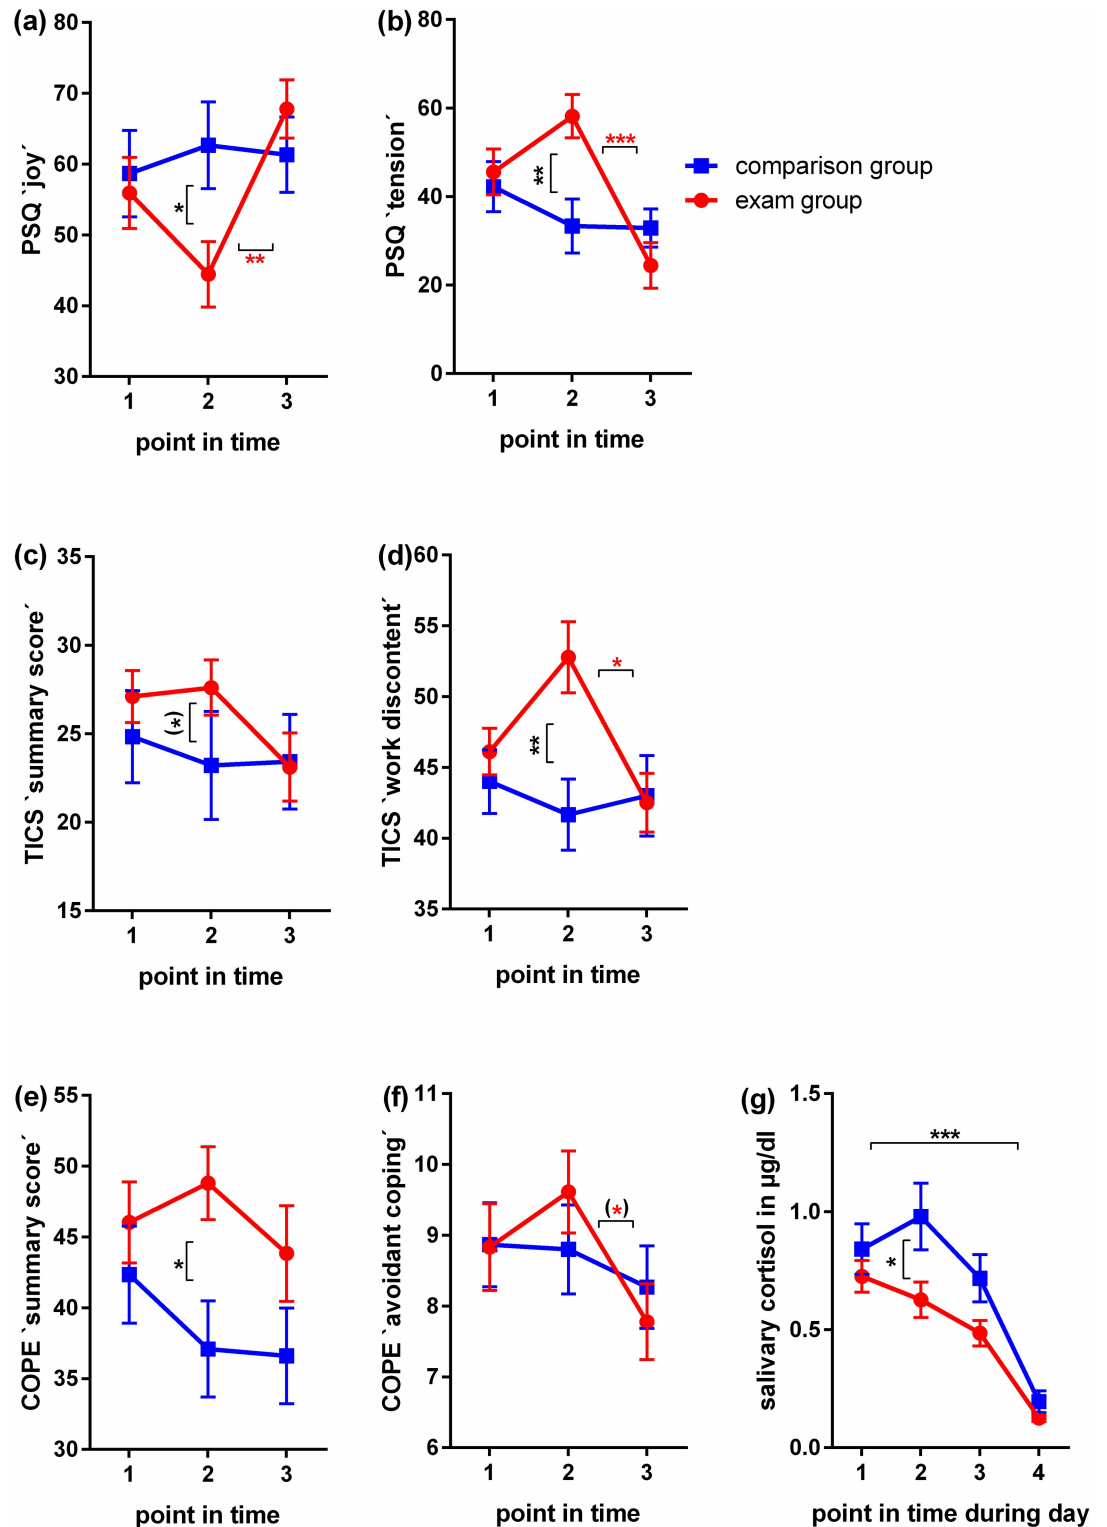 (a)
80
70
60
50
40
30
PSQ `joy´
*
**
1 2 3
point in time
(b)
80
60
40
20
0
PSQ `tension´
**
***
1 2 3
point in time
comparison group
exam group
(c)
35
30
25
20
15
TICS `summary score´
(*)
1 2 3
point in time
(d)
60
55
50
45
40
35
TICS `work discontent´
**
*
1 2 3
point in time
(e)
55
50
45
40
35
30
COPE `summary score´
*
1 2 3
point in time
(f)
11
10
9
8
7
6
COPE `avoidant coping´
(*)
1 2 3
point in time
(g)
1.5
1.0
0.5
0.0
salivary cortisol in µg/dl
***
*
1 2 3 4
point in time during day